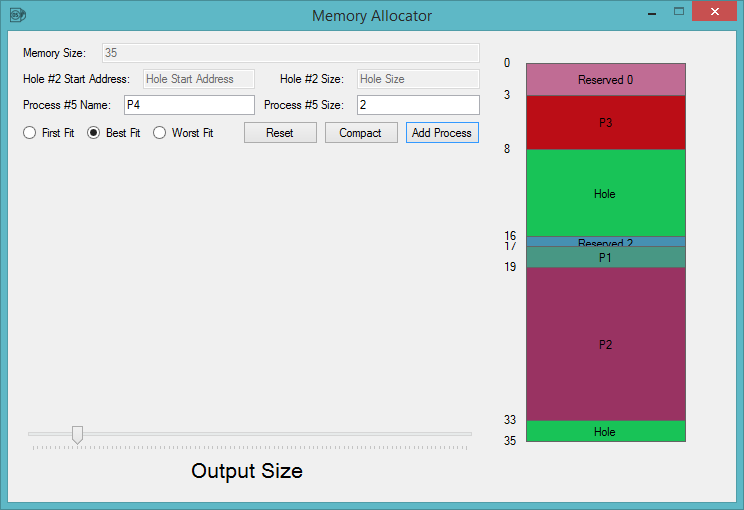 Memory Allocator
Memory Size: 35
Hole #2 Start Address: Hole Start Address Hole #2 Size: Hole Size
Process #5 Name: P4 Process #5 Size: 2
First Fit Best Fit Worst Fit Reset Compact Add Process
Output Size
0
Reserved 0
3
P3
8
Hole
16
Reserved 2
17
P1
19
P2
33
Hole
35